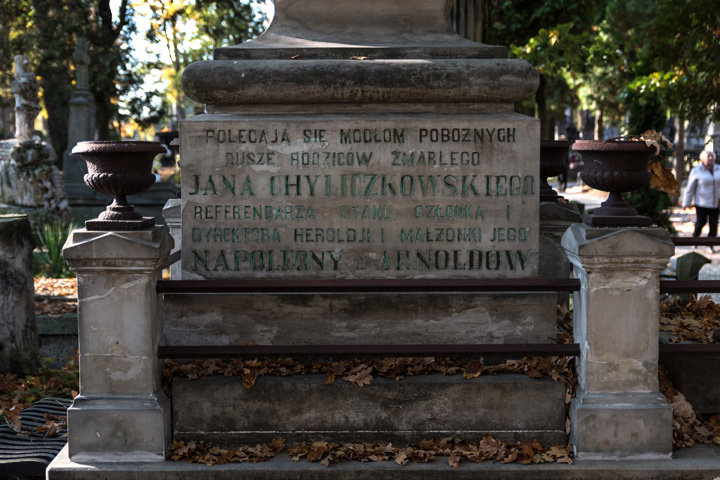 POLECAJĄ SIĘ MODŁOM POBOŻNYCH
DUSZE RODZICÓW, ZMARŁEGO
JANA CHYLICZKOWSKIEGO
REFERENDARZA STANU, CZŁONKA I
DYREKTORA HEROLDJI I MAŁŻONKI JEGO
NAPOLEONY z ARNOLDÓW